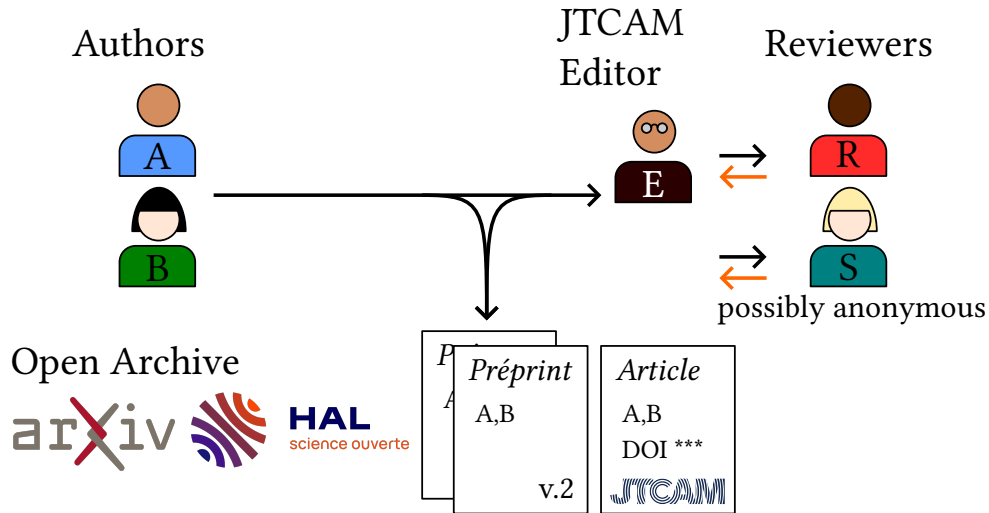 Authors
JTCAM
Editor
Reviewers
A
R
E
B
S
possibly anonymous
Open Archive
arXiv
HAL
science ouverte
P
A
Préprint
A,B
v.2
Article
A,B
DOI ***
JTCAM